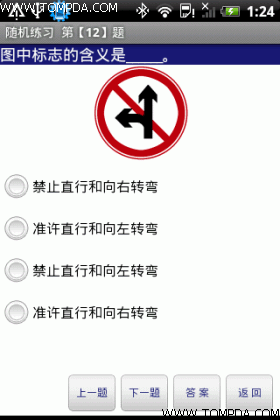 www.TOMPDA.com
1:24
随机练习 第【12】题
图中标志的含义是_____。
禁止直行和向右转弯
准许直行和向左转弯
禁止直行和向左转弯
准许直行和向右转弯
上一题 下一题 答 案 返 回
www.TOMPDA.com